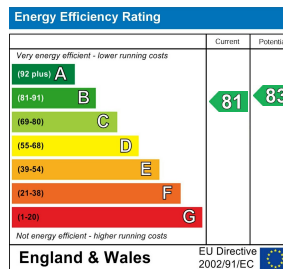 Energy Efficiency Rating
Current
Very energy efficient - lower running costs
(92 plus) A
(81-91) B
81
83
(69-80) C
(55-68) D
(39-54) E
(21-38) F
(1-20) G
Not energy efficient - higher running costs
England & Wales
EU Directive
2002/91/EC